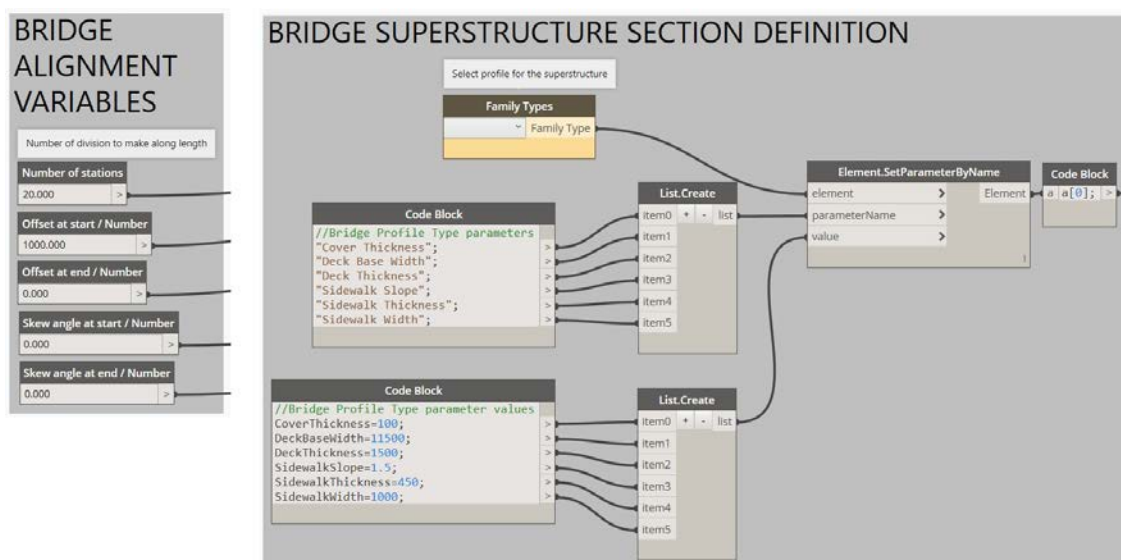 BRIDGE
ALIGNMENT
VARIABLES
Number of division to make along length
Number of stations
20.000 >
Offset at start / Number
1000.000 >
Offset at end / Number
0.000 >
Skew angle at start / Number
0.000 >
Skew angle at end / Number
0.000 >
BRIDGE SUPERSTRUCTURE SECTION DEFINITION
Select profile for the superstructure
Family Types
Family Type
Code Block
//Bridge Profile Type parameters
"Cover Thickness"; >
"Deck Base Width"; >
"Deck Thickness"; >
"Sidewalk Slope"; >
"Sidewalk Thickness"; >
"Sidewalk Width"; >
List.Create
item0 + - list
item1
item2
item3
item4
item5
Code Block
//Bridge Profile Type parameter values
CoverThickness=100; >
DeckBaseWidth=11500; >
DeckThickness=1500; >
SidewalkSlope=1.5; >
SidewalkThickness=450; >
SidewalkWidth=1000; >
List.Create
item0 + - list
item1
item2
item3
item4
item5
Element.SetParameterByName
element > Element
parameterName >
value >
Code Block
a a[0]; >